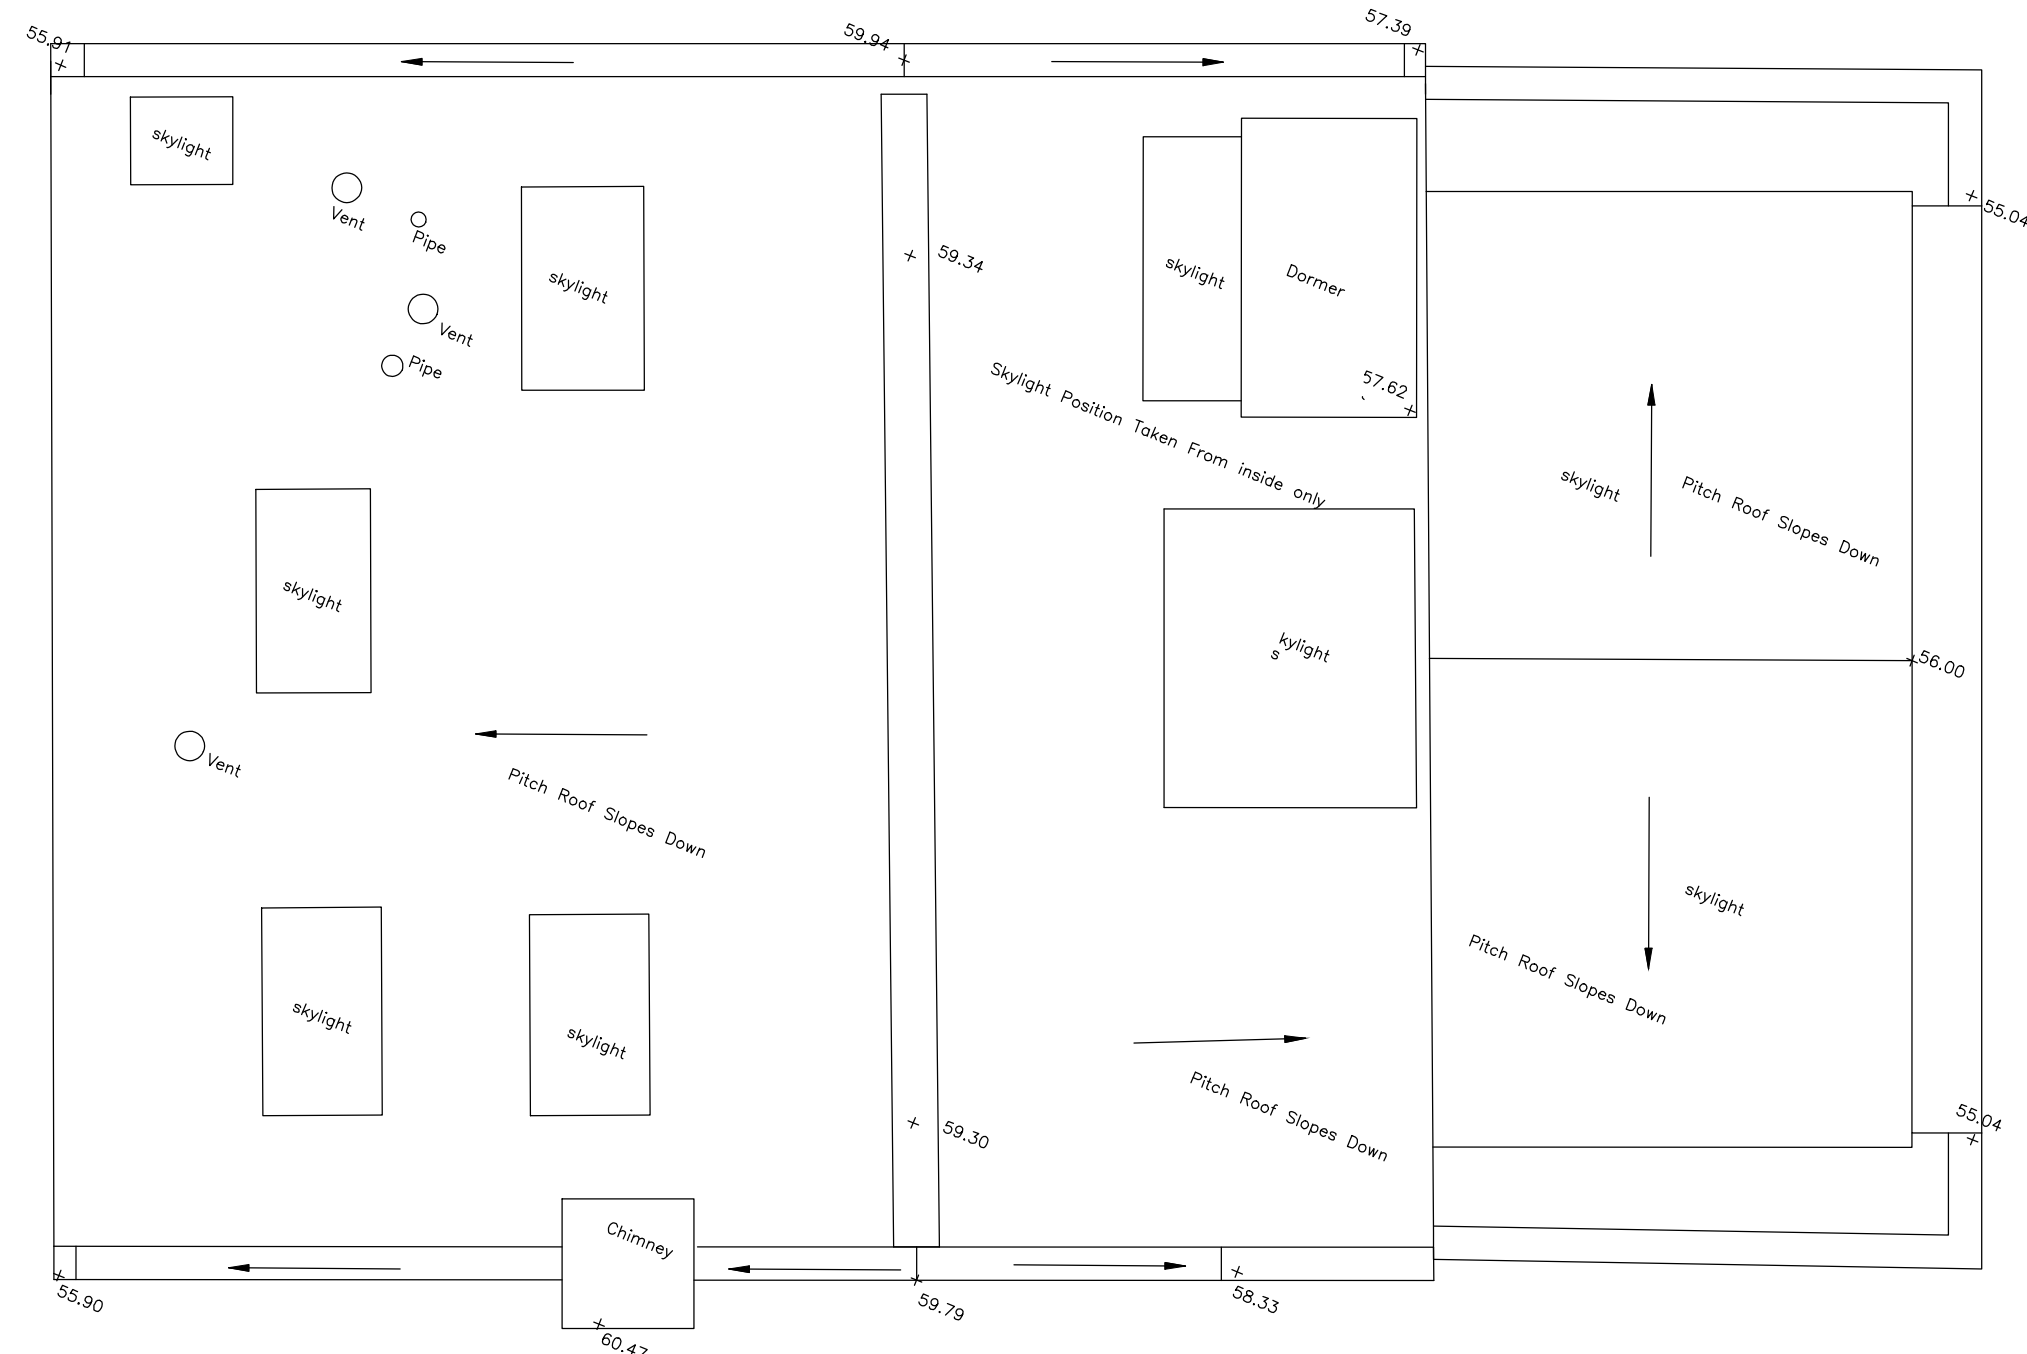 57.39
55.91
59.94
skylight
55.04
Vent
Pipe
59.34
skylight
Dormer
skylight
Vent
Pipe
57.62
Skylight Position Taken From inside only
skylight
Pitch Roof Slopes Down
skylight
kylight
s
56.00
Vent
Pitch Roof Slopes Down
skylight
Pitch Roof Slopes Down
skylight
skylight
Pitch Roof Slopes Down
55.04
59.30
Chimney
55.90
59.79
58.33
60.47